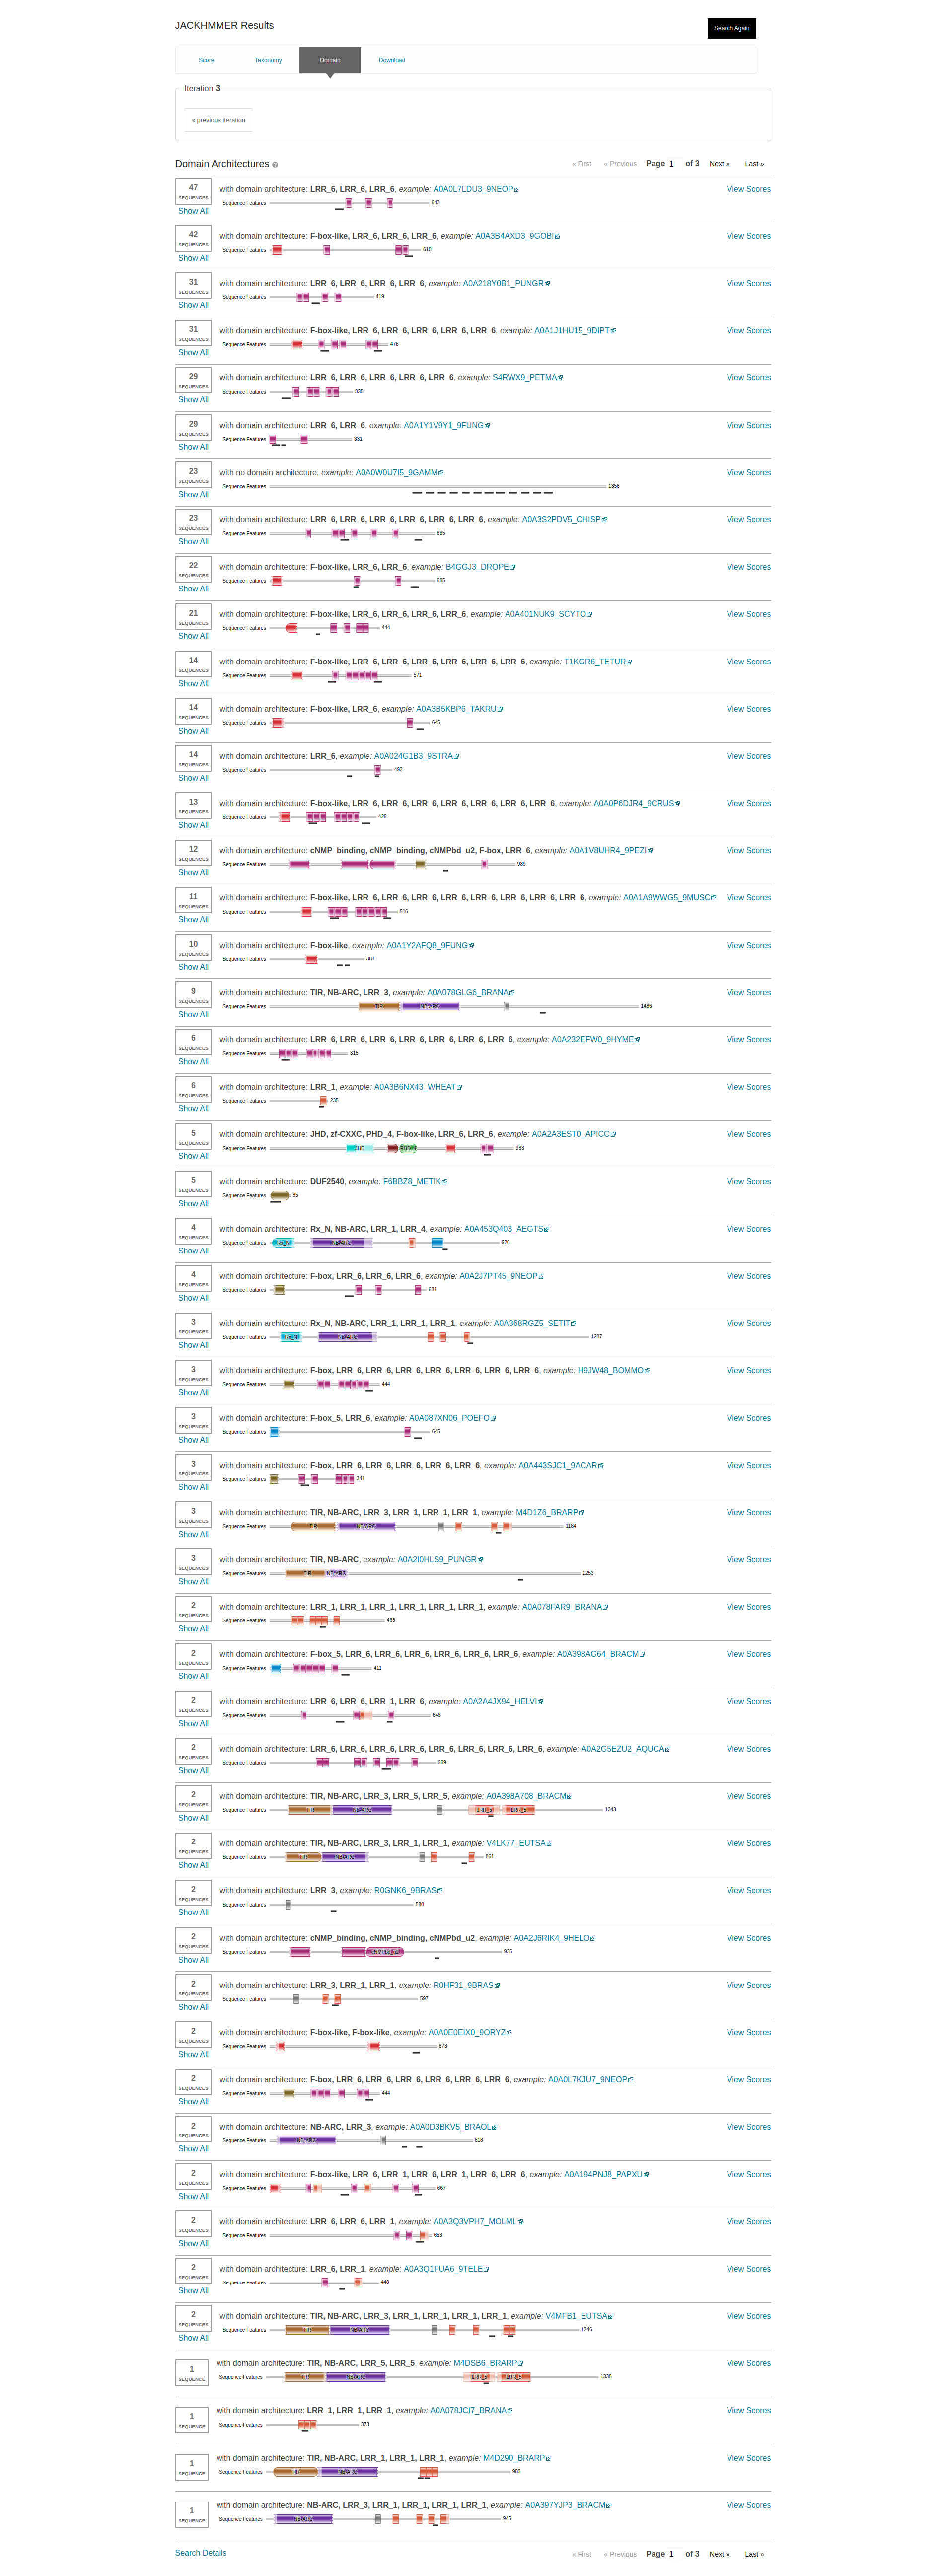 JACKHMMER Results
Search Again
Score Taxonomy Domain Download
Iteration 3
« previous iteration
Domain Architectures
« First « Previous Page 1 of 3 Next » Last »
47 SEQUENCES Show All
with domain architecture: LRR_6, LRR_6, LRR_6, example: A0A0L7LDU3_9NEOP View Scores
Sequence Features 643
42 SEQUENCES Show All
with domain architecture: F-box-like, LRR_6, LRR_6, LRR_6, example: A0A3B4AXD3_9GOBI View Scores
Sequence Features 610
31 SEQUENCES Show All
with domain architecture: LRR_6, LRR_6, LRR_6, LRR_6, example: A0A218Y0B1_PUNGR View Scores
Sequence Features 419
31 SEQUENCES Show All
with domain architecture: F-box-like, LRR_6, LRR_6, LRR_6, LRR_6, LRR_6, example: A0A1J1HU15_9DIPT View Scores
Sequence Features 478
29 SEQUENCES Show All
with domain architecture: LRR_6, LRR_6, LRR_6, LRR_6, LRR_6, example: S4RWX9_PETMA View Scores
Sequence Features 335
29 SEQUENCES Show All
with domain architecture: LRR_6, LRR_6, example: A0A1Y1V9Y1_9FUNG View Scores
Sequence Features 331
23 SEQUENCES Show All
with no domain architecture, example: A0A0W0U7I5_9GAMM View Scores
Sequence Features 1356
23 SEQUENCES Show All
with domain architecture: LRR_6, LRR_6, LRR_6, LRR_6, LRR_6, LRR_6, example: A0A3S2PDV5_CHISP View Scores
Sequence Features 665
22 SEQUENCES Show All
with domain architecture: F-box-like, LRR_6, LRR_6, example: B4GGJ3_DROPE View Scores
Sequence Features 665
21 SEQUENCES Show All
with domain architecture: F-box-like, LRR_6, LRR_6, LRR_6, LRR_6, example: A0A401NUK9_SCYTO View Scores
Sequence Features 444
14 SEQUENCES Show All
with domain architecture: F-box-like, LRR_6, LRR_6, LRR_6, LRR_6, LRR_6, LRR_6, example: T1KGR6_TETUR View Scores
Sequence Features 571
14 SEQUENCES Show All
with domain architecture: F-box-like, LRR_6, example: A0A3B5KBP6_TAKRU View Scores
Sequence Features 645
14 SEQUENCES Show All
with domain architecture: LRR_6, example: A0A024G1B3_9STRA View Scores
Sequence Features 493
13 SEQUENCES Show All
with domain architecture: F-box-like, LRR_6, LRR_6, LRR_6, LRR_6, LRR_6, LRR_6, LRR_6, example: A0A0P6DJR4_9CRUS View Scores
Sequence Features 429
12 SEQUENCES Show All
with domain architecture: cNMP_binding, cNMP_binding, cNMPbd_u2, F-box, LRR_6, example: A0A1V8UHR4_9PEZI View Scores
Sequence Features 989
11 SEQUENCES Show All
with domain architecture: F-box-like, LRR_6, LRR_6, LRR_6, LRR_6, LRR_6, LRR_6, LRR_6, LRR_6, example: A0A1A9WWG5_9MUSC View Scores
Sequence Features 516
10 SEQUENCES Show All
with domain architecture: F-box-like, example: A0A1Y2AFQ8_9FUNG View Scores
Sequence Features 381
9 SEQUENCES Show All
with domain architecture: TIR, NB-ARC, LRR_3, example: A0A078GLG6_BRANA View Scores
Sequence Features 1486
6 SEQUENCES Show All
with domain architecture: LRR_6, LRR_6, LRR_6, LRR_6, LRR_6, LRR_6, LRR_6, example: A0A232EFW0_9HYME View Scores
Sequence Features 315
6 SEQUENCES Show All
with domain architecture: LRR_1, example: A0A3B6NX43_WHEAT View Scores
Sequence Features 235
5 SEQUENCES Show All
with domain architecture: JHD, zf-CXXC, PHD_4, F-box-like, LRR_6, LRR_6, example: A0A2A3EST0_APICC View Scores
Sequence Features 983
5 SEQUENCES Show All
with domain architecture: DUF2540, example: F6BBZ8_METIK View Scores
Sequence Features 85
4 SEQUENCES Show All
with domain architecture: Rx_N, NB-ARC, LRR_1, LRR_4, example: A0A453Q403_AEGTS View Scores
Sequence Features 926
4 SEQUENCES Show All
with domain architecture: F-box, LRR_6, LRR_6, LRR_6, example: A0A2J7PT45_9NEOP View Scores
Sequence Features 631
3 SEQUENCES Show All
with domain architecture: Rx_N, NB-ARC, LRR_1, LRR_1, LRR_1, example: A0A368RGZ5_SETIT View Scores
Sequence Features 1287
3 SEQUENCES Show All
with domain architecture: F-box, LRR_6, LRR_6, LRR_6, LRR_6, LRR_6, LRR_6, LRR_6, example: H9JW48_BOMMO View Scores
Sequence Features 444
3 SEQUENCES Show All
with domain architecture: F-box_5, LRR_6, example: A0A087XN06_POEFO View Scores
Sequence Features 645
3 SEQUENCES Show All
with domain architecture: F-box, LRR_6, LRR_6, LRR_6, LRR_6, LRR_6, example: A0A443SJC1_9ACAR View Scores
Sequence Features 341
3 SEQUENCES Show All
with domain architecture: TIR, NB-ARC, LRR_3, LRR_1, LRR_1, LRR_1, example: M4D1Z6_BRARP View Scores
Sequence Features 1184
3 SEQUENCES Show All
with domain architecture: TIR, NB-ARC, example: A0A2I0HLS9_PUNGR View Scores
Sequence Features 1253
2 SEQUENCES Show All
with domain architecture: LRR_1, LRR_1, LRR_1, LRR_1, LRR_1, LRR_1, example: A0A078FAR9_BRANA View Scores
Sequence Features 463
2 SEQUENCES Show All
with domain architecture: F-box_5, LRR_6, LRR_6, LRR_6, LRR_6, LRR_6, LRR_6, example: A0A398AG64_BRACM View Scores
Sequence Features 411
2 SEQUENCES Show All
with domain architecture: LRR_6, LRR_6, LRR_1, LRR_6, example: A0A2A4JX94_HELVI View Scores
Sequence Features 648
2 SEQUENCES Show All
with domain architecture: LRR_6, LRR_6, LRR_6, LRR_6, LRR_6, LRR_6, LRR_6, LRR_6, example: A0A2G5EZU2_AQUCA View Scores
Sequence Features 669
2 SEQUENCES Show All
with domain architecture: TIR, NB-ARC, LRR_3, LRR_5, LRR_5, example: A0A398A708_BRACM View Scores
Sequence Features 1343
2 SEQUENCES Show All
with domain architecture: TIR, NB-ARC, LRR_3, LRR_1, LRR_1, example: V4LK77_EUTSA View Scores
Sequence Features 861
2 SEQUENCES Show All
with domain architecture: LRR_3, example: R0GNK6_9BRAS View Scores
Sequence Features 580
2 SEQUENCES Show All
with domain architecture: cNMP_binding, cNMP_binding, cNMPbd_u2, example: A0A2J6RIK4_9HELO View Scores
Sequence Features 935
2 SEQUENCES Show All
with domain architecture: LRR_3, LRR_1, LRR_1, example: R0HF31_9BRAS View Scores
Sequence Features 597
2 SEQUENCES Show All
with domain architecture: F-box-like, F-box-like, example: A0A0E0EIX0_9ORYZ View Scores
Sequence Features 673
2 SEQUENCES Show All
with domain architecture: F-box, LRR_6, LRR_6, LRR_6, LRR_6, LRR_6, LRR_6, example: A0A0L7KJU7_9NEOP View Scores
Sequence Features 444
2 SEQUENCES Show All
with domain architecture: NB-ARC, LRR_3, example: A0A0D3BKV5_BRAOL View Scores
Sequence Features 818
2 SEQUENCES Show All
with domain architecture: F-box-like, LRR_6, LRR_1, LRR_6, LRR_1, LRR_6, LRR_6, example: A0A194PNJ8_PAPXU View Scores
Sequence Features 667
2 SEQUENCES Show All
with domain architecture: LRR_6, LRR_6, LRR_1, example: A0A3Q3VPH7_MOLML View Scores
Sequence Features 653
2 SEQUENCES Show All
with domain architecture: LRR_6, LRR_1, example: A0A3Q1FUA6_9TELE View Scores
Sequence Features 440
2 SEQUENCES Show All
with domain architecture: TIR, NB-ARC, LRR_3, LRR_1, LRR_1, LRR_1, LRR_1, example: V4MFB1_EUTSA View Scores
Sequence Features 1246
1 SEQUENCE
with domain architecture: TIR, NB-ARC, LRR_5, LRR_5, example: M4DSB6_BRARP View Scores
Sequence Features 1338
1 SEQUENCE
with domain architecture: LRR_1, LRR_1, LRR_1, example: A0A078JCI7_BRANA View Scores
Sequence Features 373
1 SEQUENCE
with domain architecture: TIR, NB-ARC, LRR_1, LRR_1, LRR_1, example: M4D290_BRARP View Scores
Sequence Features 983
1 SEQUENCE
with domain architecture: NB-ARC, LRR_3, LRR_1, LRR_1, LRR_1, LRR_1, example: A0A397YJP3_BRACM View Scores
Sequence Features 945
Search Details
« First « Previous Page 1 of 3 Next » Last »